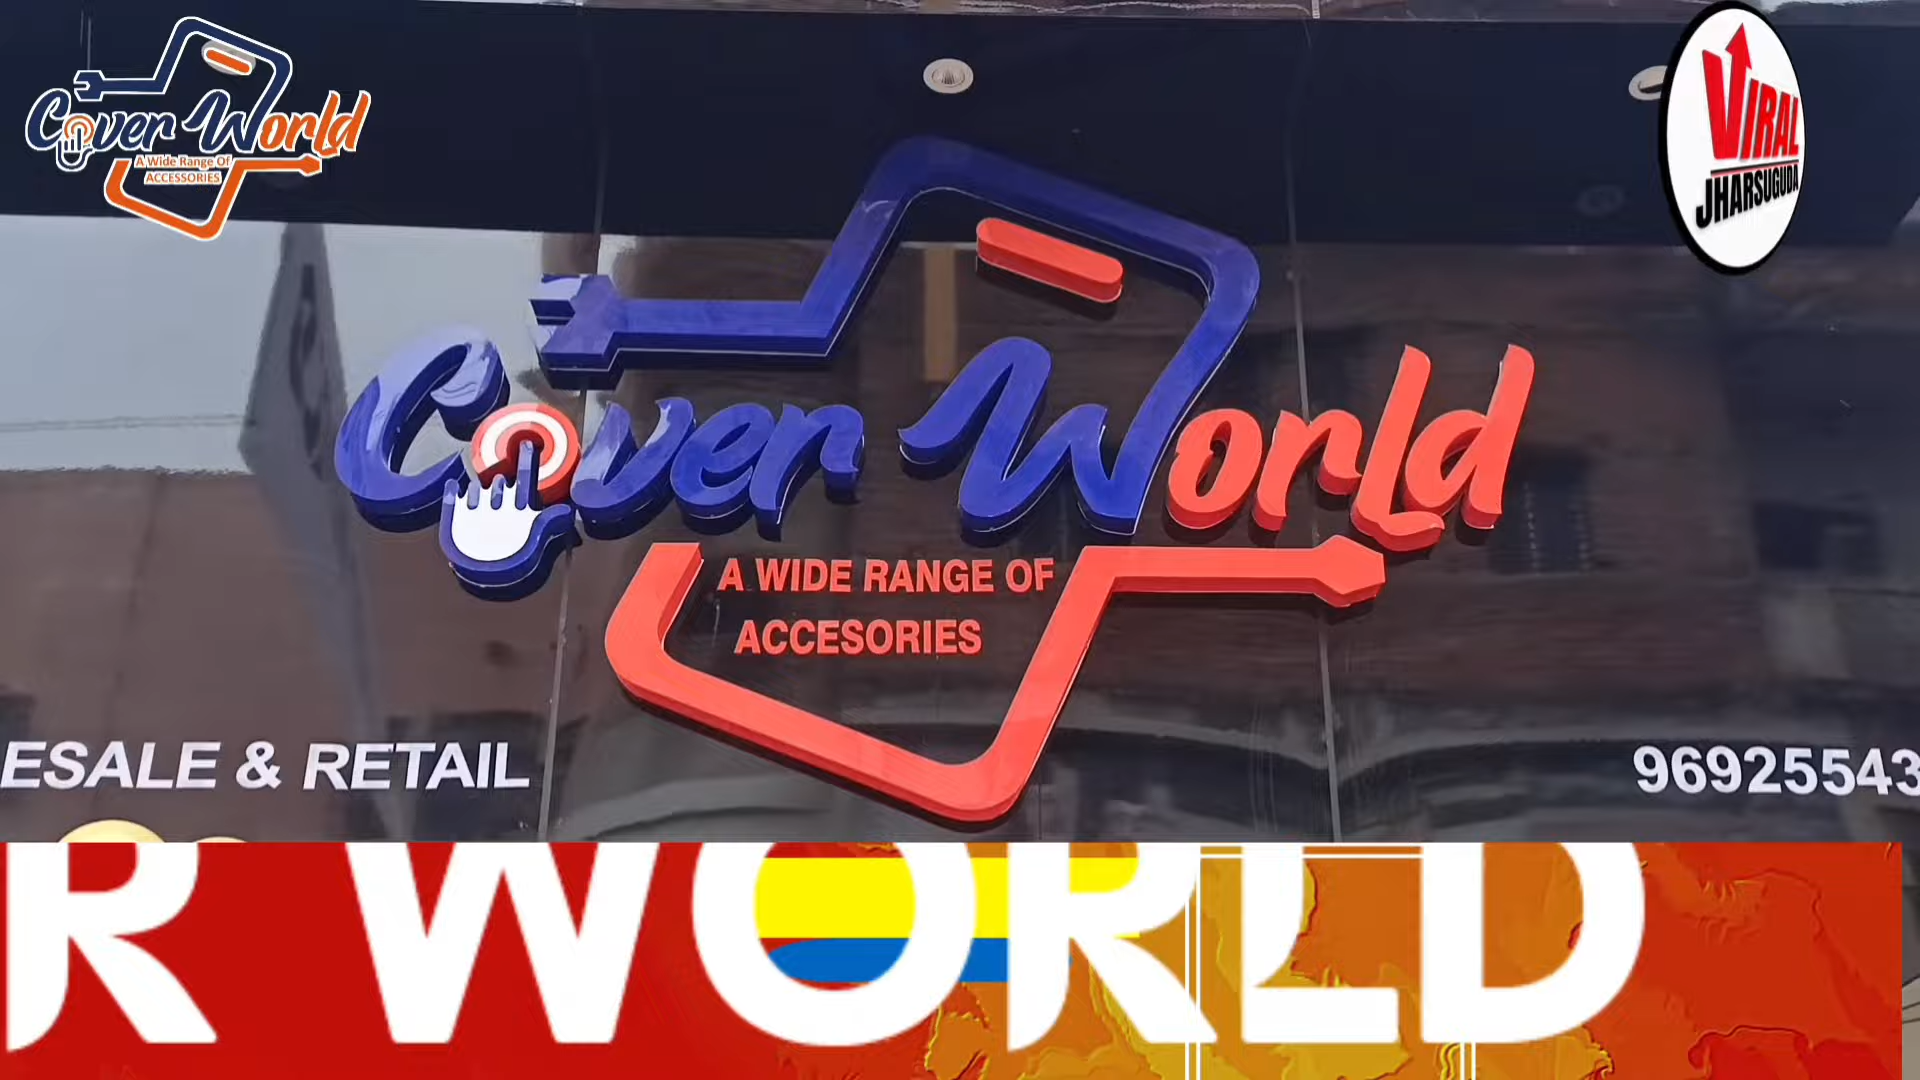 Cover World
A Wide Range Of
ACCESSORIES
VIRAL
JHARSUGUDA
Cover World
A WIDE RANGE OF
ACCESORIES
ESALE & RETAIL
96925543
R WORLD